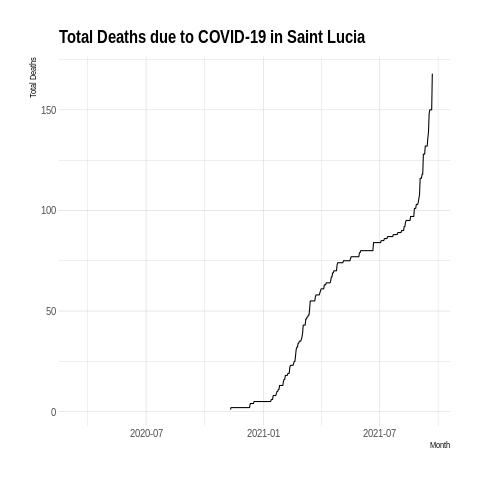 Total Deaths due to COVID-19 in Saint Lucia
Total Deaths
150
100
50
0
2020-07 2021-01 2021-07
Month